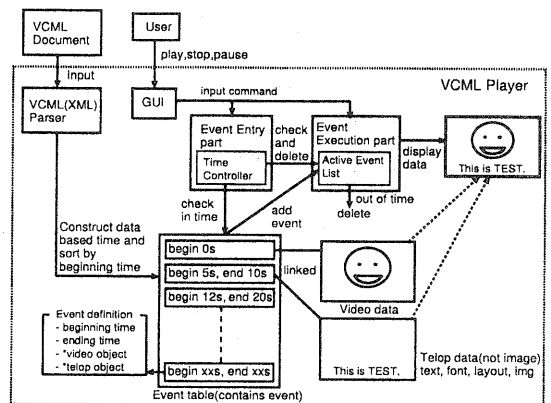 VCML
Document
User
input
play,stop,pause
VCML Player
VCML(XML)
Parser
GUI
input command
Event Entry
part
Time
Controller
check
and
delete
Event
Execution part
Active Event
List
display
data
This is TEST.
out of time
delete
check
in time
add
event
Construct data
based time and
sort by
beginning time
begin 0s
begin 5s, end 10s
begin 12s, end 20s
begin xxs, end xxs
linked
Video data
Event definition
- beginning time
- ending time
- *video object
- *telop object
This is TEST.
Telop data(not image)
text, font, layout, img
Event table(contains event)